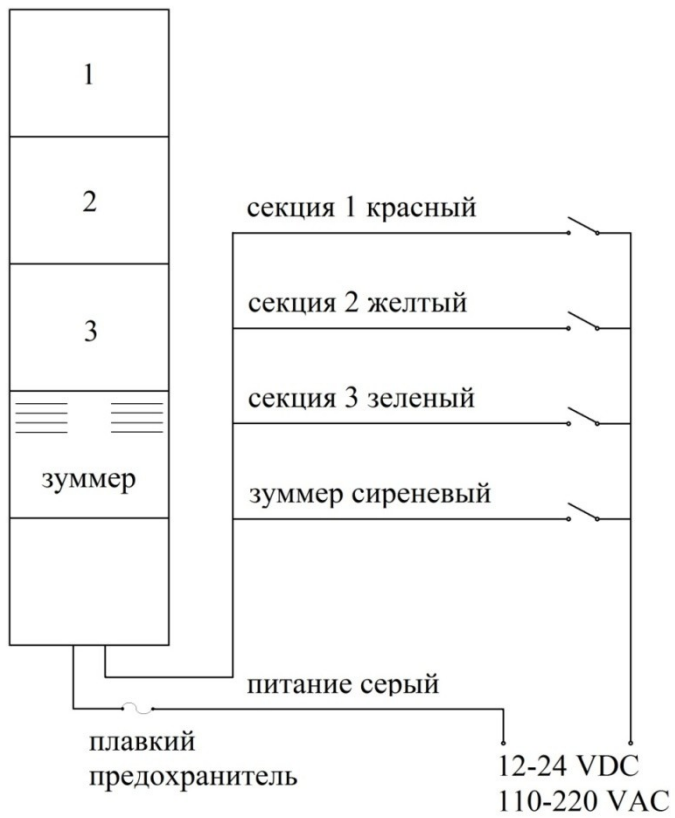 1
2
3
зуммер
секция 1 красный
секция 2 желтый
секция 3 зеленый
зуммер сиреневый
питание серый
плавкий
предохранитель
12-24 VDC
110-220 VAC